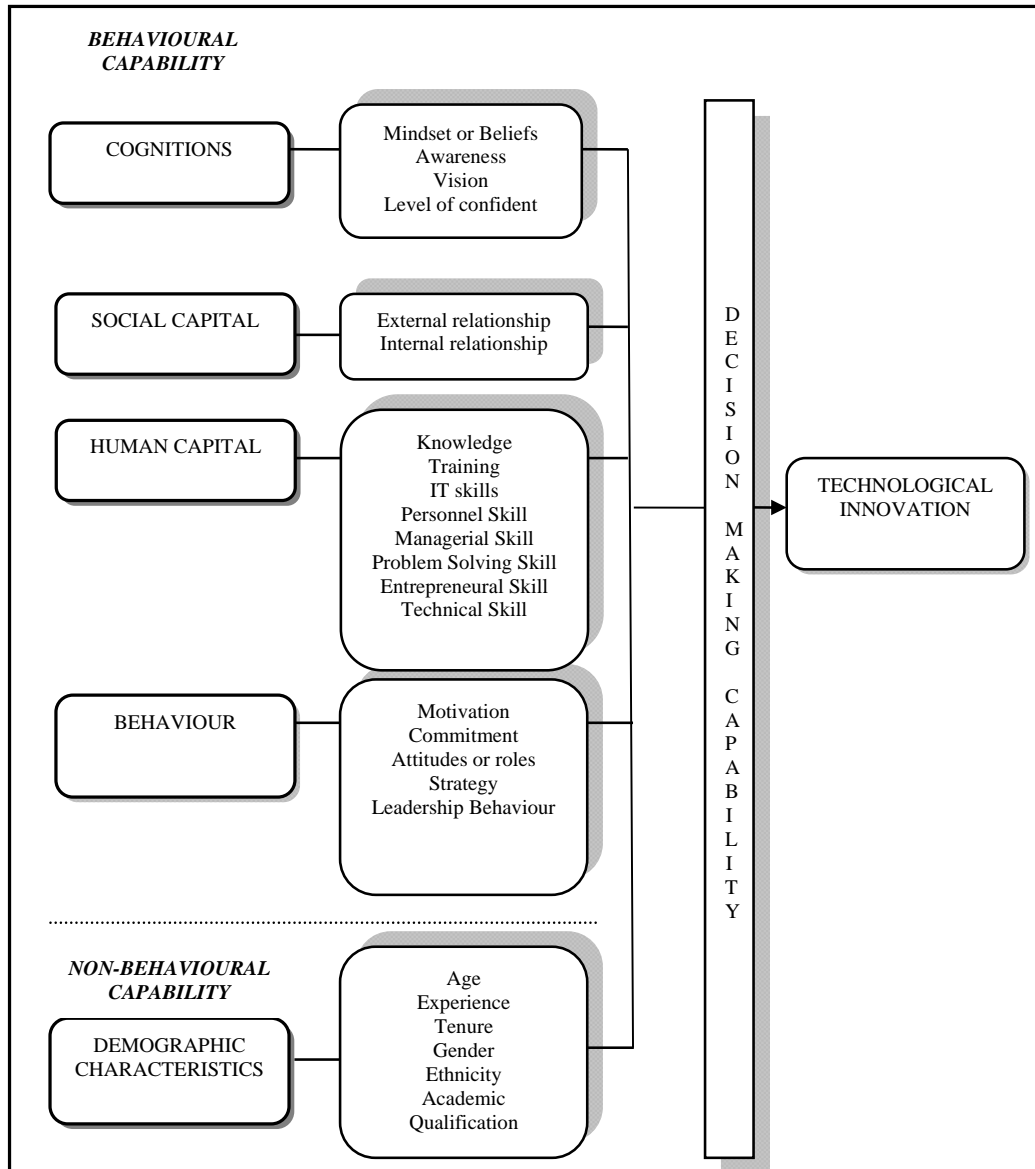 BEHAVIOURAL
CAPABILITY
COGNITIONS
Mindset or Beliefs
Awareness
Vision
Level of confident
SOCIAL CAPITAL
External relationship
Internal relationship
HUMAN CAPITAL
Knowledge
Training
IT skills
Personnel Skill
Managerial Skill
Problem Solving Skill
Entrepreneural Skill
Technical Skill
BEHAVIOUR
Motivation
Commitment
Attitudes or roles
Strategy
Leadership Behaviour
NON-BEHAVIOURAL
CAPABILITY
DEMOGRAPHIC
CHARACTERISTICS
Age
Experience
Tenure
Gender
Ethnicity
Academic
Qualification
DECISION MAKING CAPABILITY
TECHNOLOGICAL
INNOVATION